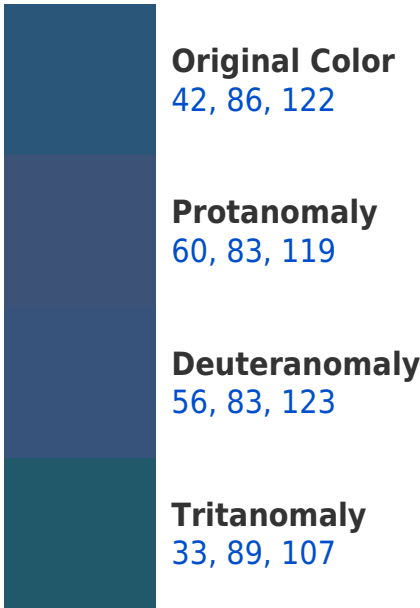 Original Color
42, 86, 122
Protanomaly
60, 83, 119
Deuteranomaly
56, 83, 123
Tritanomaly
33, 89, 107